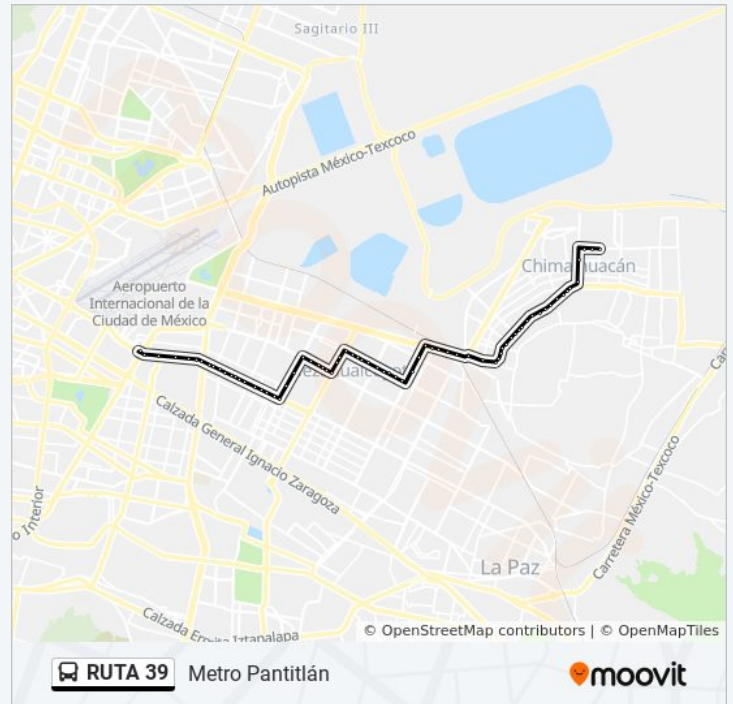 Sagitario III
Autopista México-Texcoco
Chimalhuacán
Aeropuerto
Internacional de la
Ciudad de México
Calzada General Ignacio Zaragoza
Carretera México-Texcoco
o Interior
La Paz
Calzada Ermita Iztapalapa
© OpenStreetMap contributors | © OpenMapTiles
RUTA 39 Metro Pantitlán
moovit